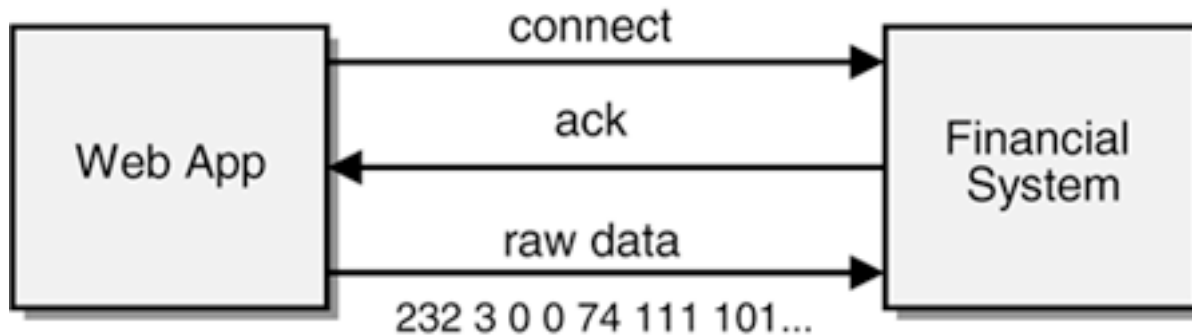 connect
ack
Web App
Financial
System
raw data
232 3 0 0 74 111 101...